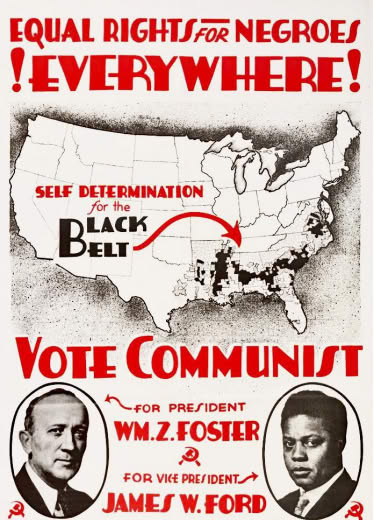 EQUAL RIGHTS FOR NEGROES
!EVERYWHERE!
SELF DETERMINATION
for the
BLACK
BELT
VOTE COMMUNIST
FOR PRESIDENT
WM. Z. FOSTER
FOR VICE PRESIDENT
JAMES W. FORD